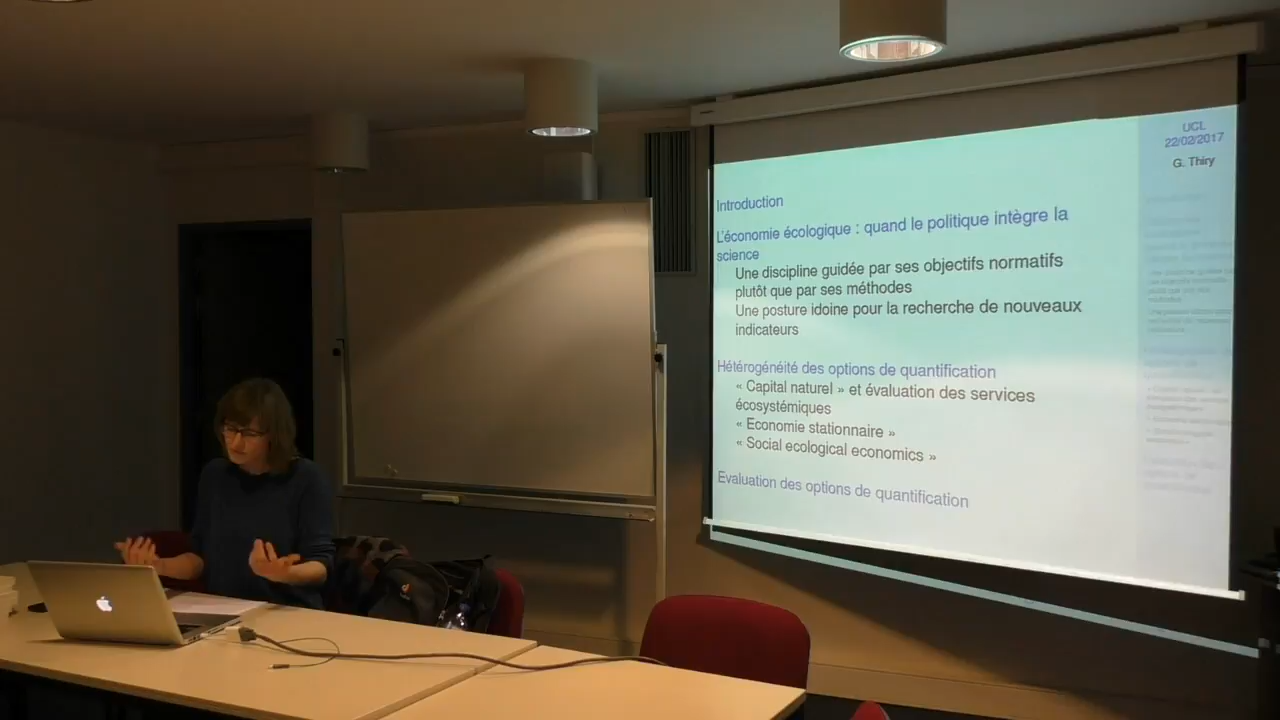 UCL
22/02/2017
G. Thiry
Introduction
L'économie écologique : quand le politique intègre la
science
Une discipline guidée par ses objectifs normatifs
plutôt que par ses méthodes
Une posture idoine pour la recherche de nouveaux
indicateurs
Hétérogénéité des options de quantification
« Capital naturel » et évaluation des services
écosystémiques
« Economie stationnaire »
« Social ecological economics »
Evaluation des options de quantification